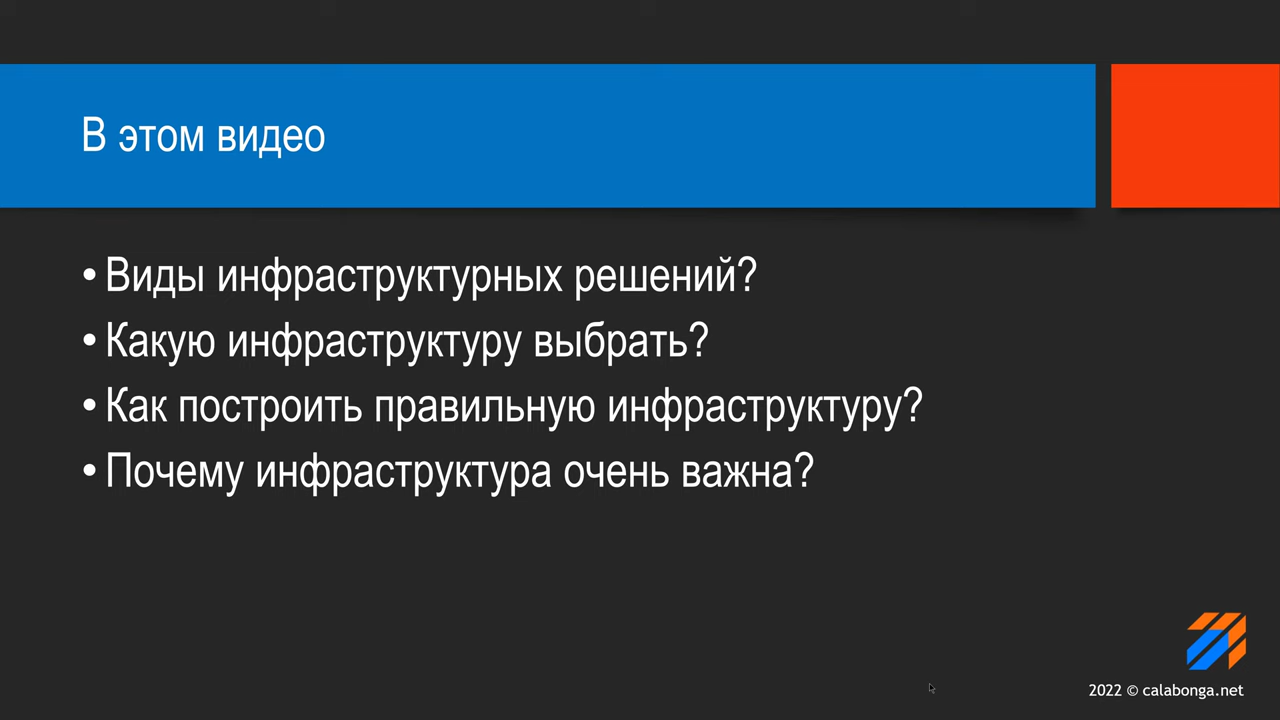 В этом видео
• Виды инфраструктурных решений?
• Какую инфраструктуру выбрать?
• Как построить правильную инфраструктуру?
• Почему инфраструктура очень важна?
2022 © calabonga.net